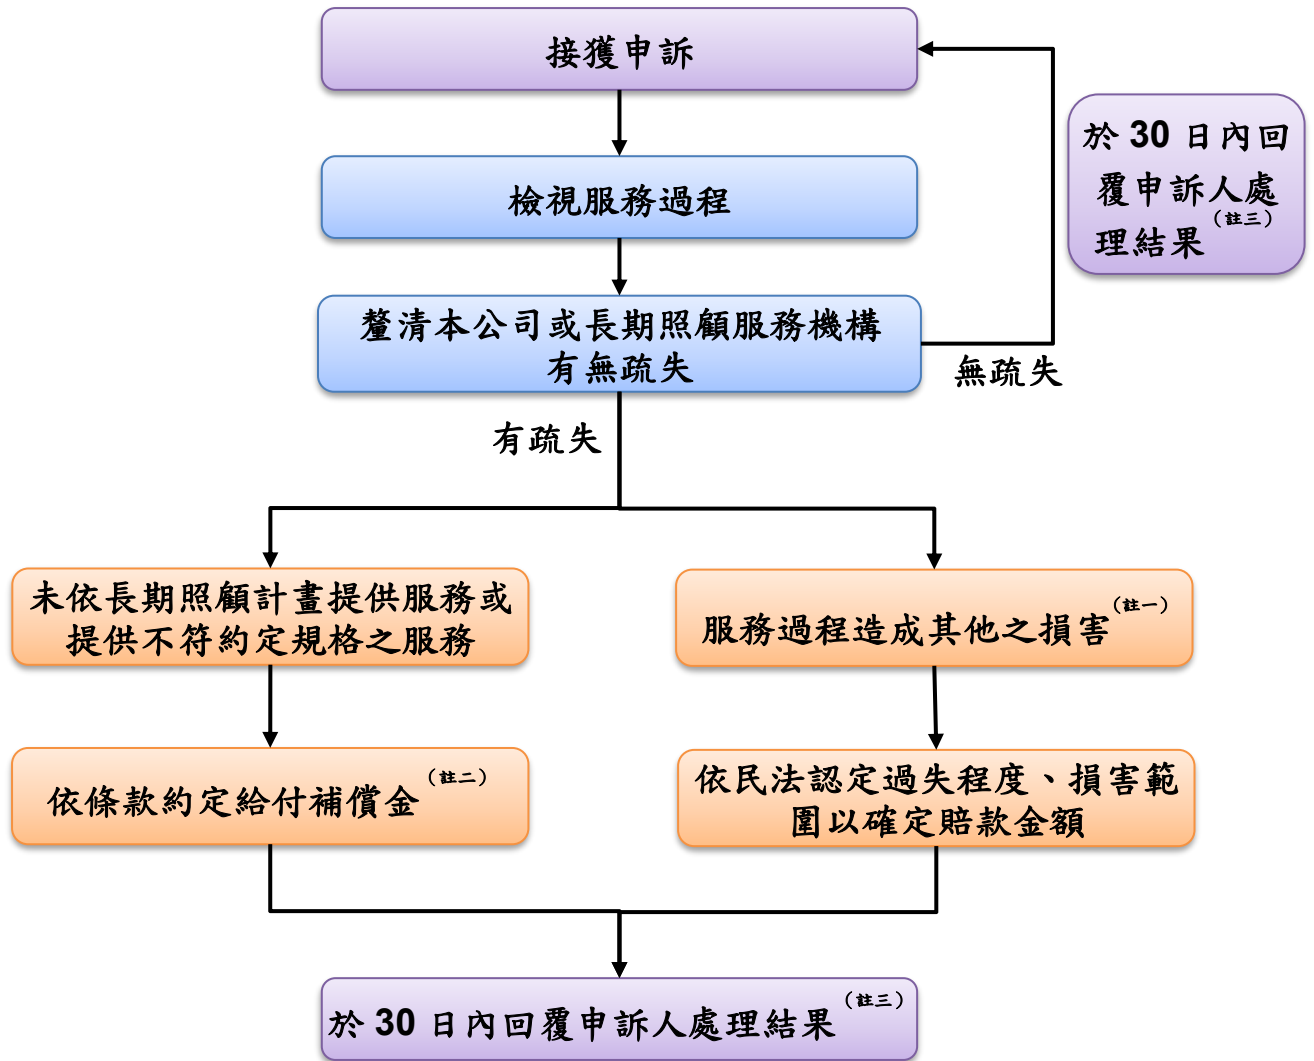 接獲申訴
於 30 日內回
覆申訴人處
理結果（註三）
檢視服務過程
釐清本公司或長期照顧服務機構
有無疏失
無疏失
有疏失
未依長期照顧計畫提供服務或
提供不符約定規格之服務
服務過程造成其他之損害（註一）
依條款約定給付補償金（註二）
依民法認定過失程度、損害範
圍以確定賠款金額
於 30 日內回覆申訴人處理結果（註三）